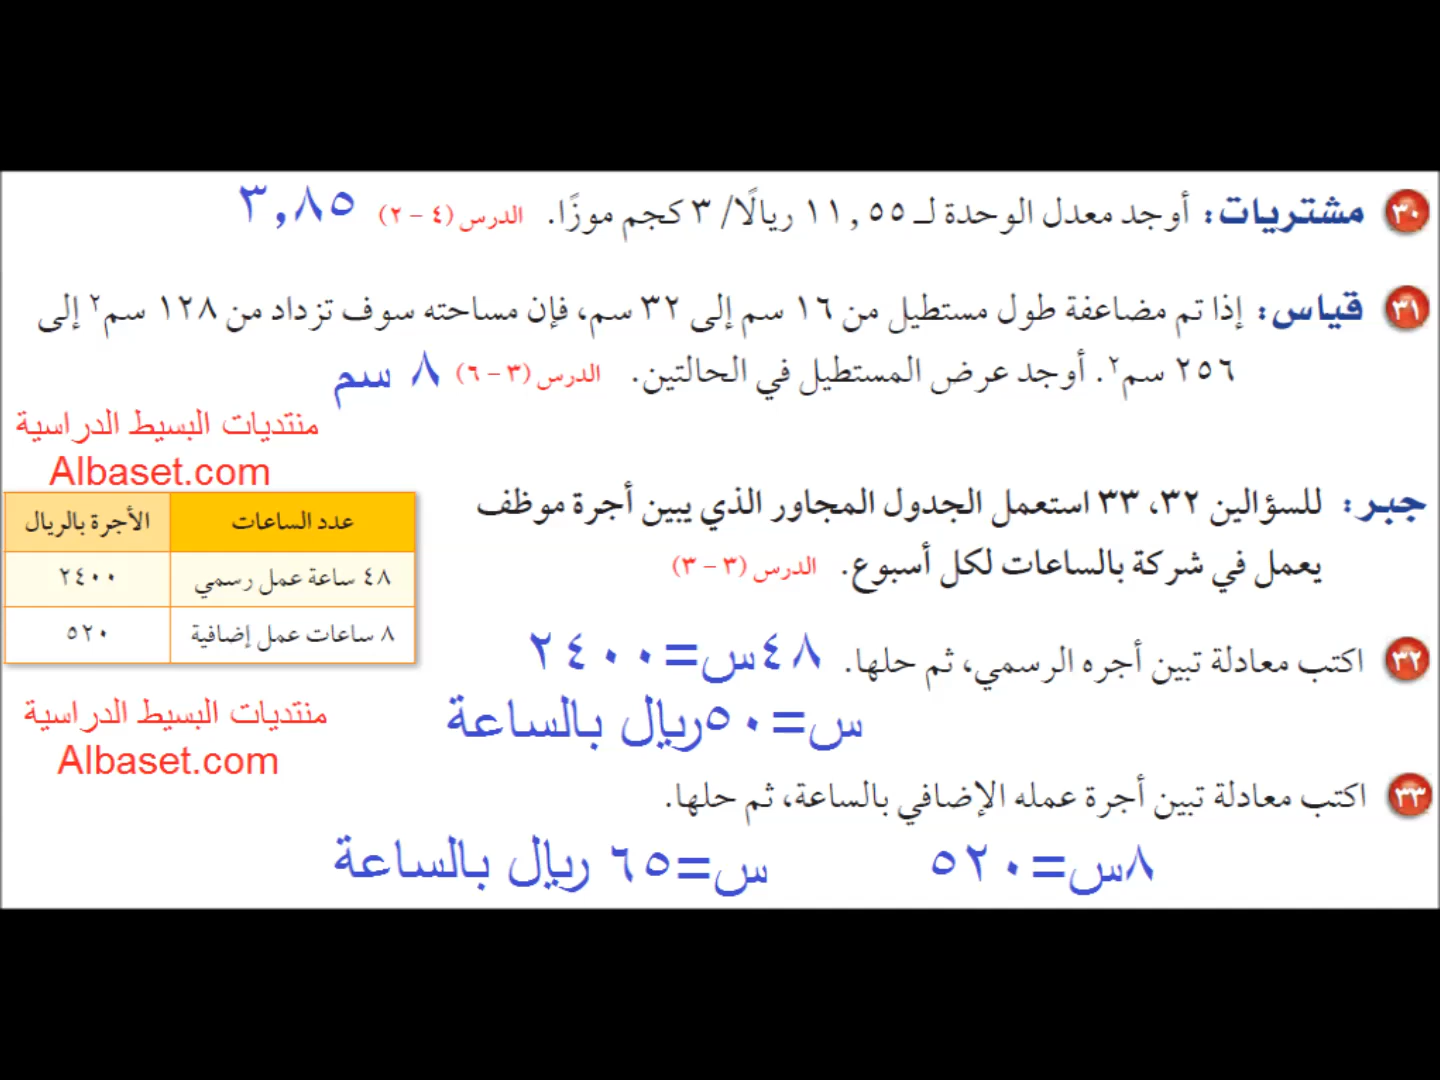 ٣٠ مشتريات: أوجد معدل الوحدة لـ ١١,٥٥ ريالًا/ ٣ كجم موزًا. الدرس (٤ – ٢) ٣,٨٥
٣١ قياس: إذا تم مضاعفة طول مستطيل من ١٦ سم إلى ٣٢ سم، فإن مساحته سوف تزداد من ١٢٨ سم٢ إلى
٢٥٦ سم٢. أوجد عرض المستطيل في الحالتين. الدرس (٣ – ٦) ٨ سم
منتديات البسيط الدراسية
Albaset.com
جبر: للسؤالين ٣٢، ٣٣ استعمل الجدول المجاور الذي يبين أجرة موظف
يعمل في شركة بالساعات لكل أسبوع. الدرس (٣ – ٣)
عدد الساعات الأجرة بالريال
٤٨ ساعة عمل رسمي ٢٤٠٠
٨ ساعات عمل إضافية ٥٢٠
٣٢ اكتب معادلة تبين أجره الرسمي، ثم حلها. ٤٨س=٢٤٠٠
س=٥٠ريال بالساعة
منتديات البسيط الدراسية
Albaset.com
٣٣ اكتب معادلة تبين أجرة عمله الإضافي بالساعة، ثم حلها.
٨س=٥٢٠ س=٦٥ ريال بالساعة